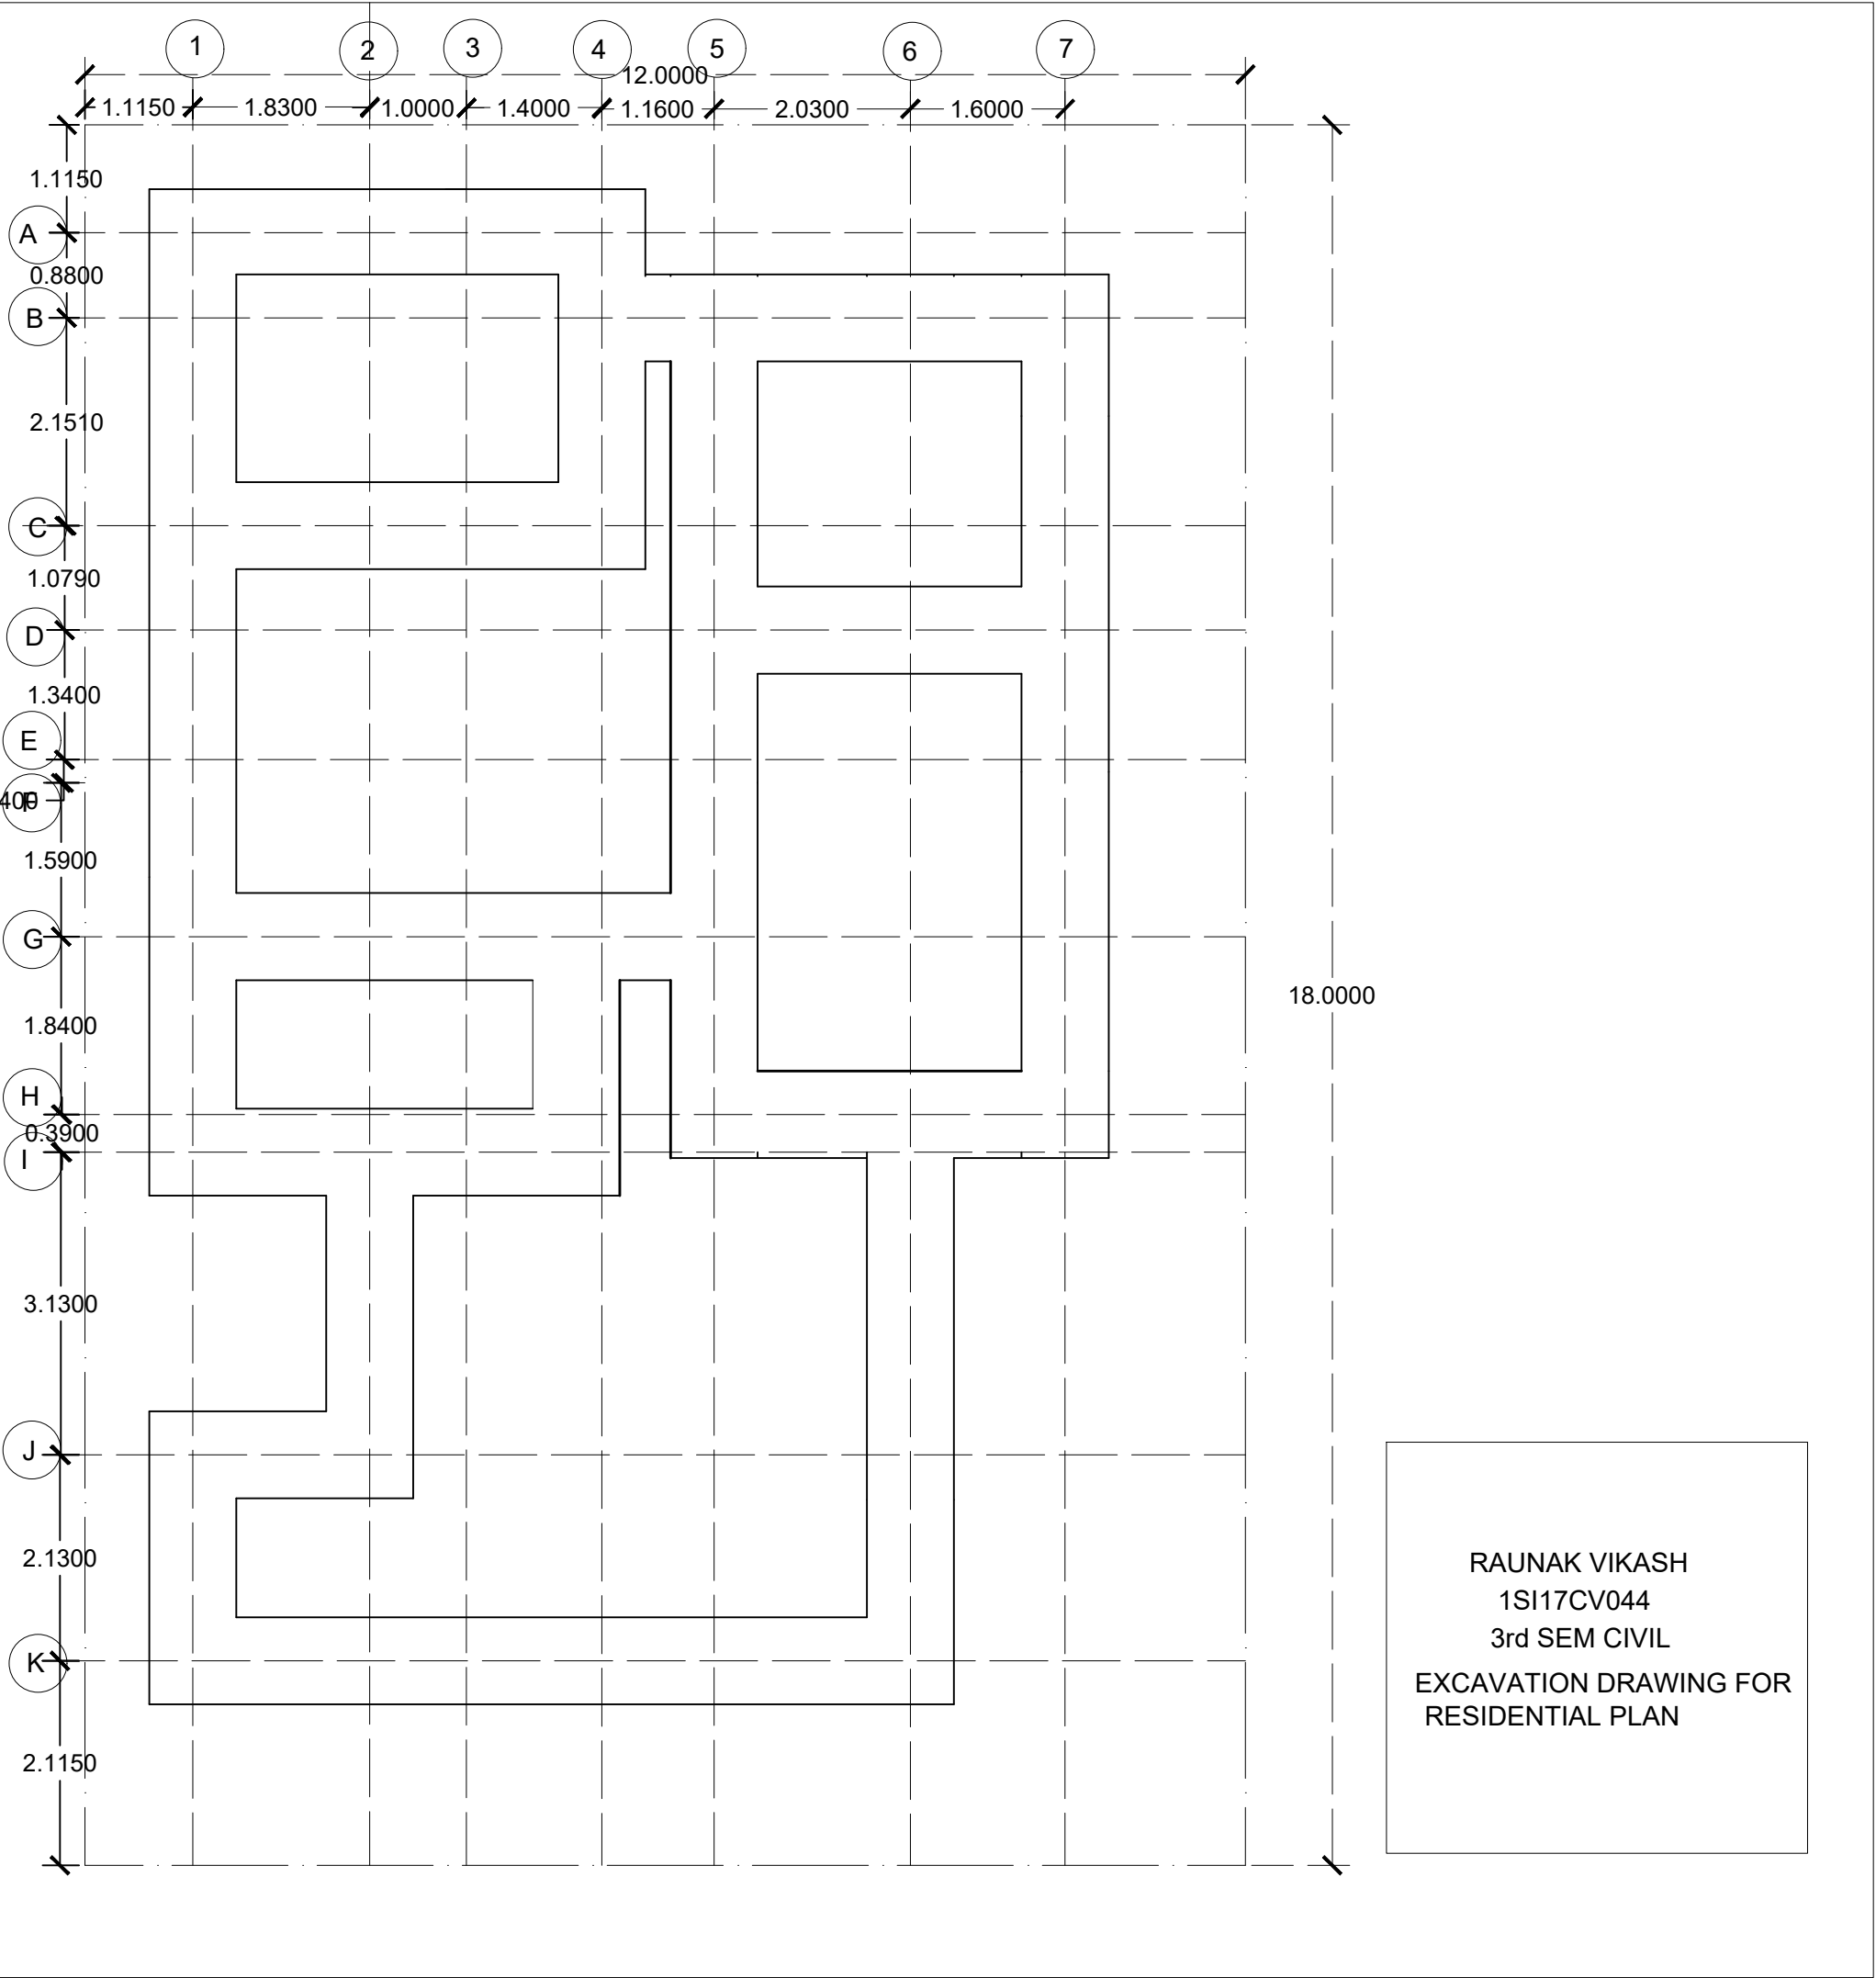 1 2 3 4 5 6 7
12.0000
1.1150 1.8300 1.0000 1.4000 1.1600 2.0300 1.6000
1.1150
A
0.8800
B
2.1510
C
1.0790
D
1.3400
E
F
1.5900
G
18.0000
1.8400
H
0.3900
I
3.1300
J
2.1300
K
2.1150
RAUNAK VIKASH
1SI17CV044
3rd SEM CIVIL
EXCAVATION DRAWING FOR
RESIDENTIAL PLAN